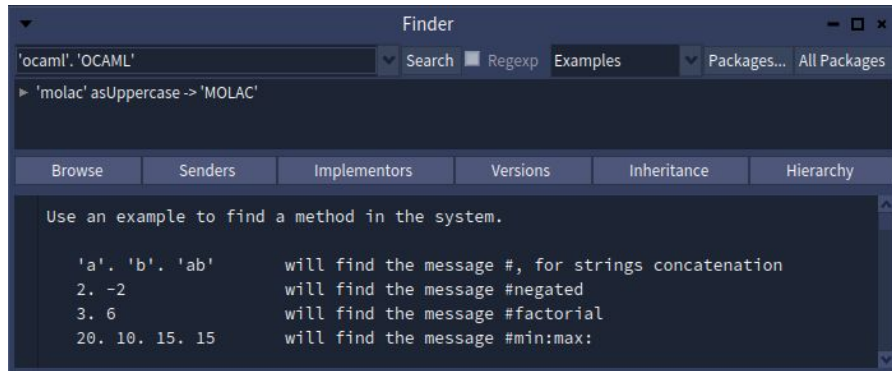 Finder
'ocaml'. 'OCAML' Search Regexp Examples Packages... All Packages
'molac' asUppercase -> 'MOLAC'
Browse Senders Implementors Versions Inheritance Hierarchy
Use an example to find a method in the system.
'a'. 'b'. 'ab' will find the message #, for strings concatenation
2. -2 will find the message #negated
3. 6 will find the message #factorial
20. 10. 15. 15 will find the message #min:max: